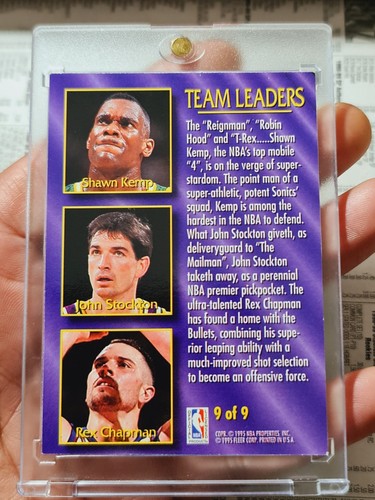 TEAM LEADERS
Shawn Kemp
John Stockton
Rex Chapman
The "Reignman", "Robin
Hood" and "T-Rex.....Shawn
Kemp, the NBA's top mobile
"4", is on the verge of super-
stardom. The point man of a
super-athletic, potent Sonics'
squad, Kemp is among the
hardest in the NBA to defend.
What John Stockton giveth, as
deliveryguard to "The
Mailman", John Stockton
taketh away, as a perennial
NBA premier pickpocket. The
ultra-talented Rex Chapman
has found a home with the
Bullets, combining his supe-
rior leaping ability with a
much-improved shot selection
to become an offensive force.
9 of 9
COPR. © 1995 NBA PROPERTIES, INC.
© 1995 FLEER CORP. PRINTED IN U.S.A.